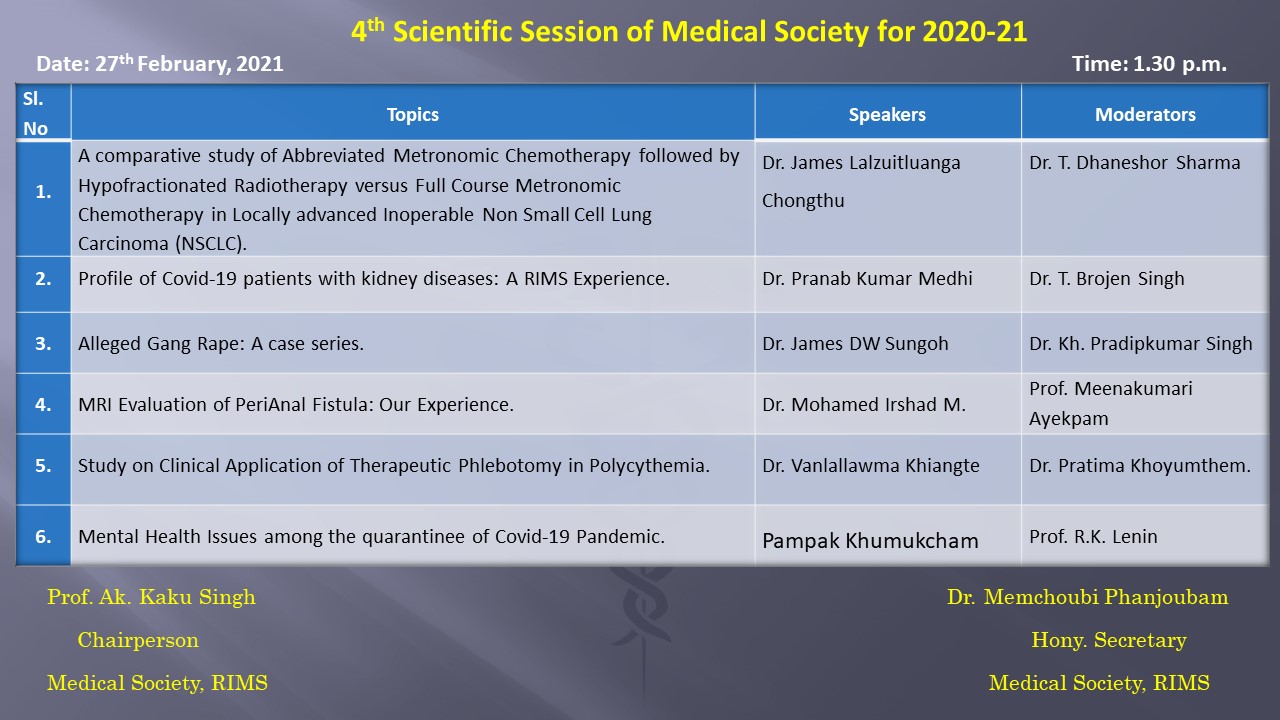 4th Scientific Session of Medical Society for 2020-21
Date: 27th February, 2021
Time: 1.30 p.m.
Sl. No
Topics
Speakers
Moderators
1.
A comparative study of Abbreviated Metronomic Chemotherapy followed by
Hypofractionated Radiotherapy versus Full Course Metronomic
Chemotherapy in Locally advanced Inoperable Non Small Cell Lung
Carcinoma (NSCLC).
Dr. James Lalzuitluanga
Chongthu
Dr. T. Dhaneshor Sharma
2.
Profile of Covid-19 patients with kidney diseases: A RIMS Experience.
Dr. Pranab Kumar Medhi
Dr. T. Brojen Singh
3.
Alleged Gang Rape: A case series.
Dr. James DW Sungoh
Dr. Kh. Pradipkumar Singh
4.
MRI Evaluation of PeriAnal Fistula: Our Experience.
Dr. Mohamed Irshad M.
Prof. Meenakumari
Ayekpam
5.
Study on Clinical Application of Therapeutic Phlebotomy in Polycythemia.
Dr. Vanlallawma Khiangte
Dr. Pratima Khoyumthem.
6.
Mental Health Issues among the quarantinee of Covid-19 Pandemic.
Pampak Khumukcham
Prof. R.K. Lenin
Prof. Ak. Kaku Singh
Chairperson
Medical Society, RIMS
Dr. Memchoubi Phanjoubam
Hony. Secretary
Medical Society, RIMS